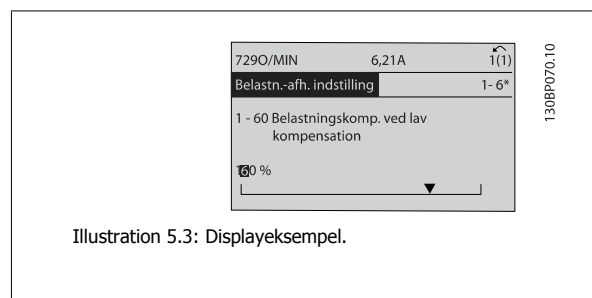 729O/MIN 6,21A 1(1)
Belastn.-afh. indstilling 1- 6*
1 - 60 Belastningskomp. ved lav
kompensation
160 %
130BP070.10
Illustration 5.3: Displayeksempel.